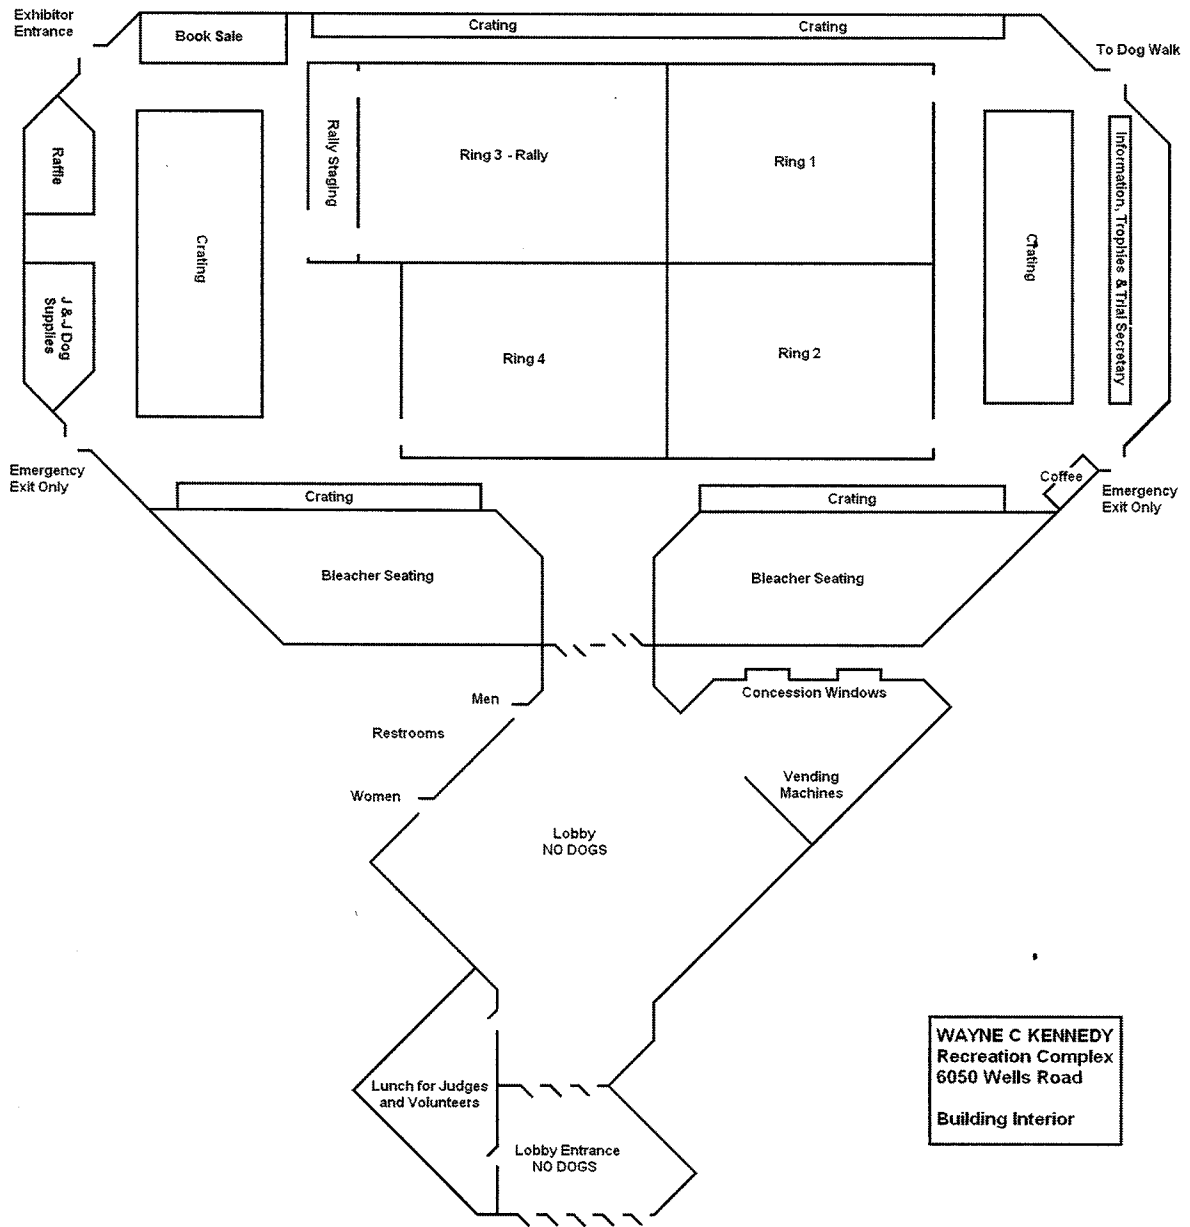 Exhibitor
Entrance
Book Sale
Crating
Crating
To Dog Walk
Raffle
Rally Staging
Ring 3 - Rally
Ring 1
Crating
Crating
Information, Trophies & Trial Secretary
J & J Dog
Supplies
Ring 4
Ring 2
Emergency
Exit Only
Crating
Crating
Coffee
Emergency
Exit Only
Bleacher Seating
Bleacher Seating
Men
Concession Windows
Restrooms
Women
Vending
Machines
Lobby
NO DOGS
WAYNE C KENNEDY
Recreation Complex
6050 Wells Road
Building Interior
Lunch for Judges
and Volunteers
Lobby Entrance
NO DOGS